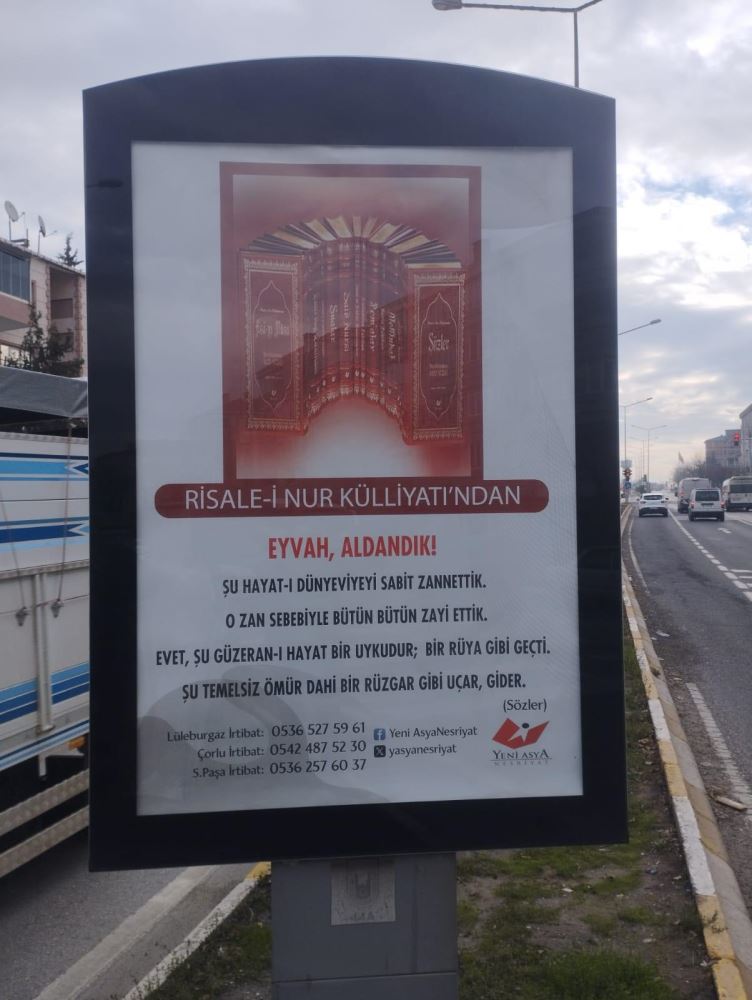 Sözler
RİSALE-İ NUR KÜLLİYATI'NDAN
EYVAH, ALDANDIK!
ŞU HAYAT-I DÜNYEVİYEYİ SABİT ZANNETTİK.
O ZAN SEBEBİYLE BÜTÜN BÜTÜN ZAYİ ETTİK.
EVET, ŞU GÜZERAN-I HAYAT BİR UYKUDUR; BİR RÜYA GİBİ GEÇTİ.
ŞU TEMELSİZ ÖMÜR DAHİ BİR RÜZGAR GİBİ UÇAR, GİDER.
(Sözler)
Lüleburgaz İrtibat: 0536 527 59 61
Çorlu İrtibat: 0542 487 52 30
S.Paşa İrtibat: 0536 257 60 37
Yeni AsyaNesriyat
yasyanesriyat
YENİ ASYA
NEŞRİYAT